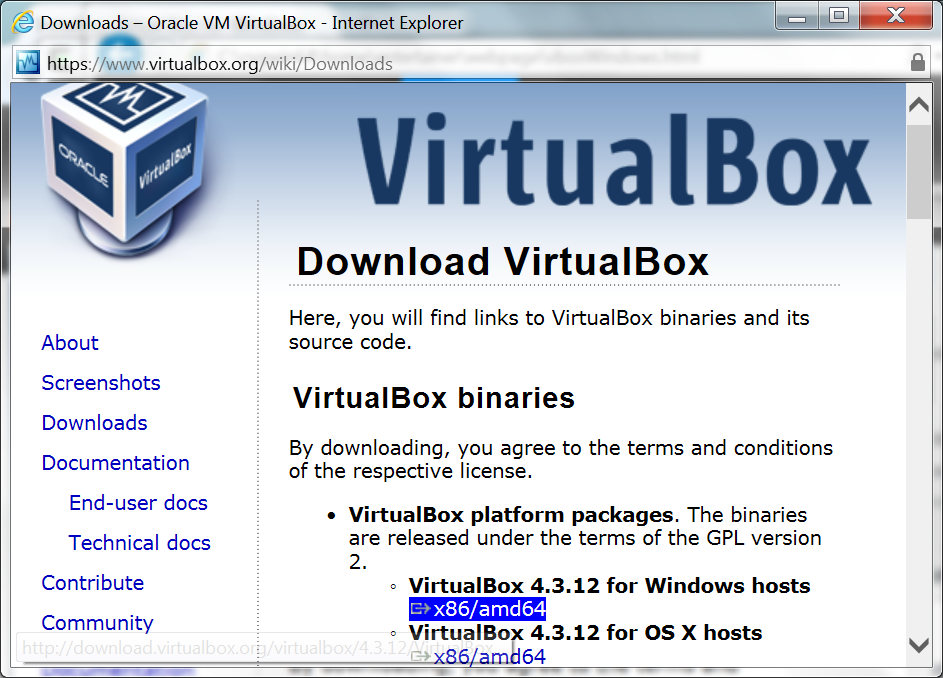 Downloads – Oracle VM VirtualBox - Internet Explorer
https://www.virtualbox.org/wiki/Downloads
ORACLE
VirtualBox
VirtualBox
Download VirtualBox
Here, you will find links to VirtualBox binaries and its
source code.
VirtualBox binaries
By downloading, you agree to the terms and conditions
of the respective license.
• VirtualBox platform packages. The binaries
are released under the terms of the GPL version
2.
◦ VirtualBox 4.3.12 for Windows hosts
x86/amd64
◦ VirtualBox 4.3.12 for OS X hosts
x86/amd64
About
Screenshots
Downloads
Documentation
End-user docs
Technical docs
Contribute
Community
http://download.virtualbox.org/virtualbox/4.3.12/VirtualBox